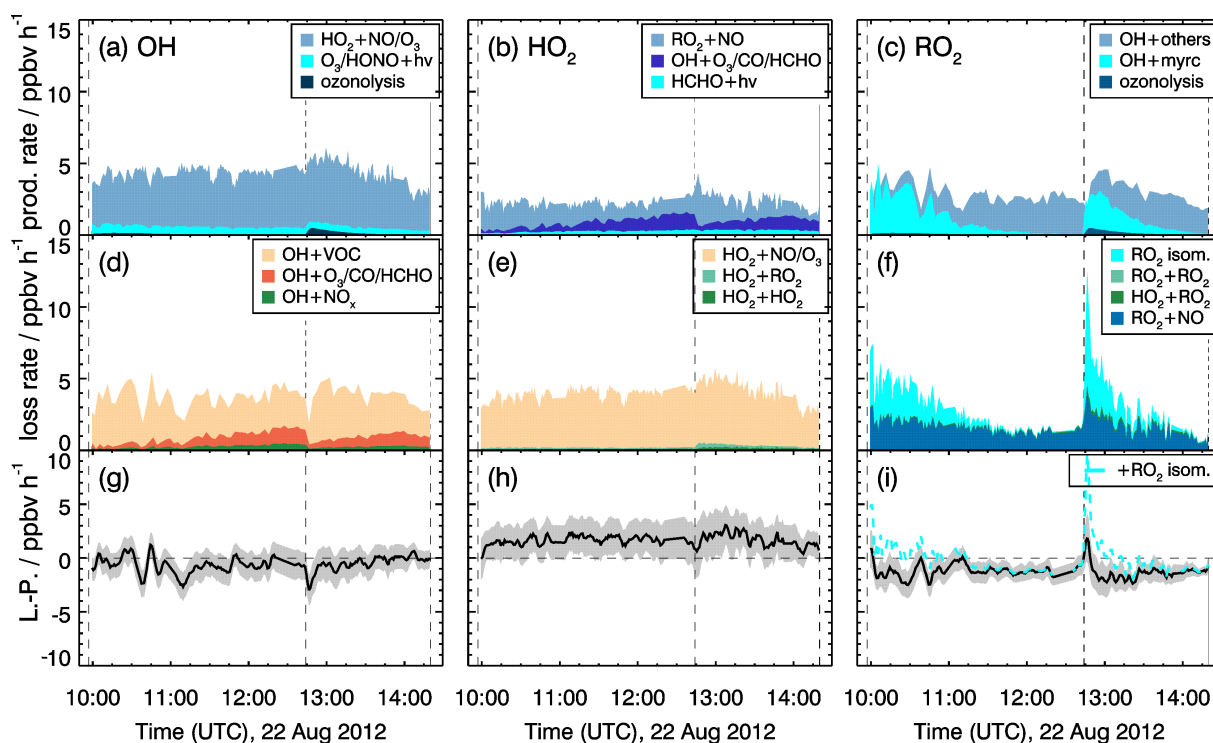 (a) OH
HO2+NO/O3
O3/HONO+hv
ozonolysis
(b) HO2
RO2+NO
OH+O3/CO/HCHO
HCHO+hv
(c) RO2
OH+others
OH+myrc
ozonolysis
prod. rate / ppbv h-1
15
10
5
0
(d)
OH+VOC
OH+O3/CO/HCHO
OH+NOx
(e)
HO2+NO/O3
HO2+RO2
HO2+HO2
(f)
RO2 isom.
RO2+RO2
HO2+RO2
RO2+NO
loss rate / ppbv h-1
15
10
5
0
(g)
(h)
(i)
+RO2 isom.
L.-P. / ppbv h-1
10
5
0
-5
-10
10:00 11:00 12:00 13:00 14:00
10:00 11:00 12:00 13:00 14:00
10:00 11:00 12:00 13:00 14:00
Time (UTC), 22 Aug 2012
Time (UTC), 22 Aug 2012
Time (UTC), 22 Aug 2012